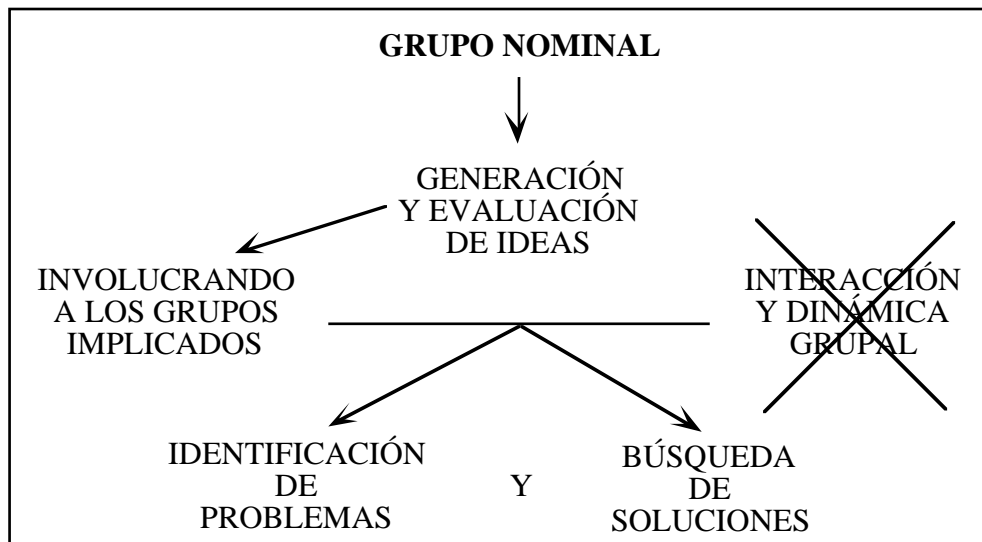 GRUPO NOMINAL
GENERACIÓN
Y EVALUACIÓN
DE IDEAS
INVOLUCRANDO
A LOS GRUPOS
IMPLICADOS
INTERACCIÓN
Y DINÁMICA
GRUPAL
IDENTIFICACIÓN
DE
PROBLEMAS
Y
BÚSQUEDA
DE
SOLUCIONES